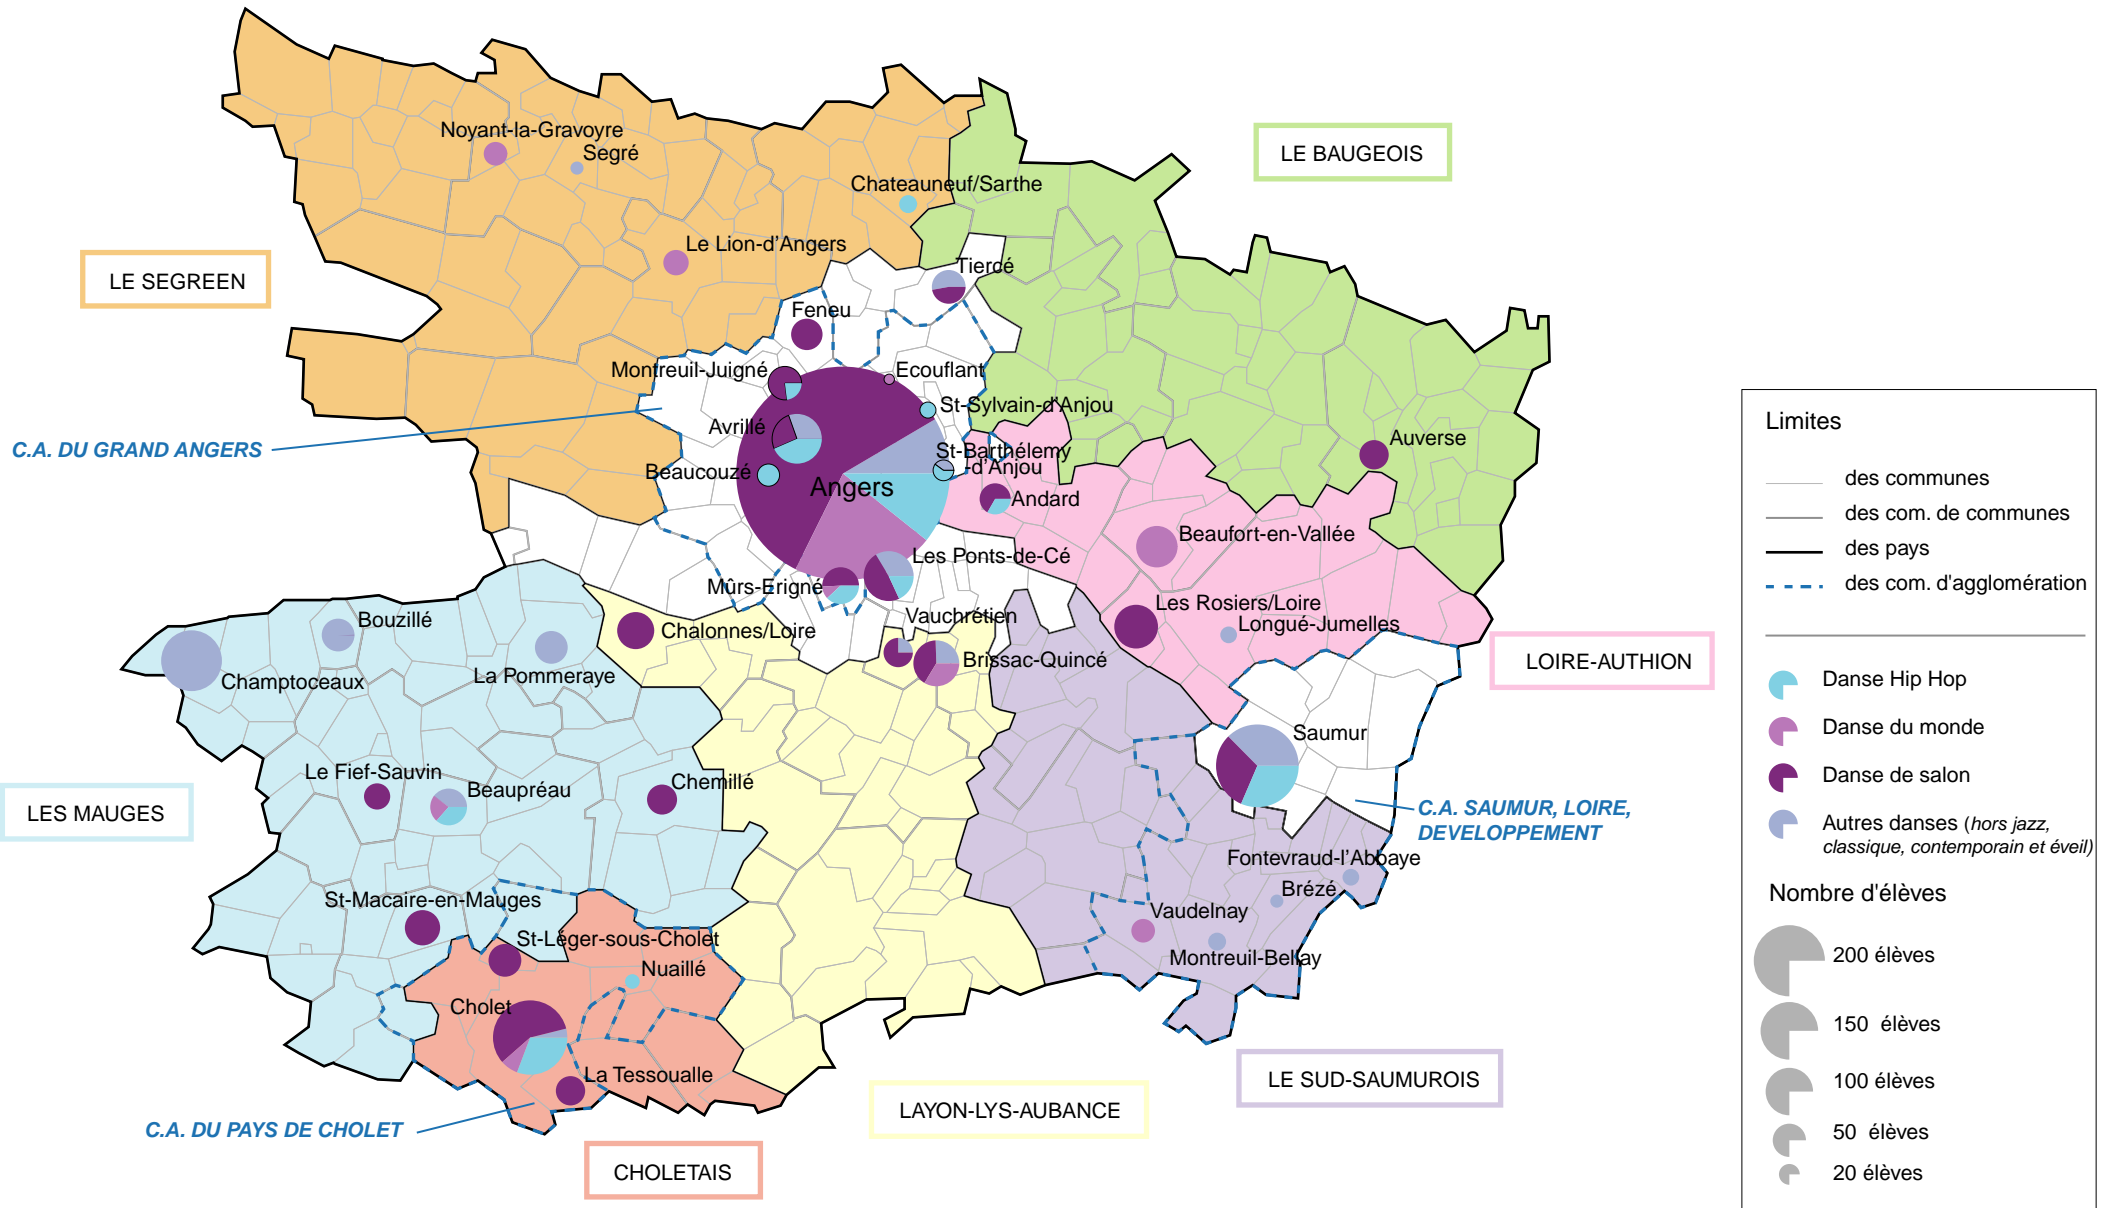 Noyant-la-Gravoyre
Segré
LE BAUGEOIS
Chateauneuf/Sarthe
Le Lion-d'Angers
LE SEGREEN
Tiercé
Feneu
Montreuil-Juigné
Ecouflant
St-Sylvain-d'Anjou
Avrillé
C.A. DU GRAND ANGERS
St-Barthélemy
-d'Anjou
Auverse
Beaucouzé
Angers
Andard
Beaufort-en-Vallée
Les Ponts-de-Cé
Mûrs-Erigné
Vauchrétien
Les Rosiers/Loire
Longué-Jumelles
Bouzillé
Chalonnes/Loire
Brissac-Quincé
LOIRE-AUTHION
Champtoceaux
La Pommeraye
Saumur
Le Fief-Sauvin
Beaupréau
Chemillé
LES MAUGES
C.A. SAUMUR, LOIRE,
DEVELOPPEMENT
Fontevraud-l'Abbaye
Brézé
St-Macaire-en-Mauges
Vaudelnay
St-Léger-sous-Cholet
Montreuil-Bellay
Nuaillé
Cholet
La Tessoualle
LE SUD-SAUMUROIS
LAYON-LYS-AUBANCE
C.A. DU PAYS DE CHOLET
CHOLETAIS
Limites
des communes
des com. de communes
des pays
des com. d'agglomération
Danse Hip Hop
Danse du monde
Danse de salon
Autres danses (hors jazz,
classique, contemporain et éveil)
Nombre d'élèves
200 élèves
150 élèves
100 élèves
50 élèves
20 élèves